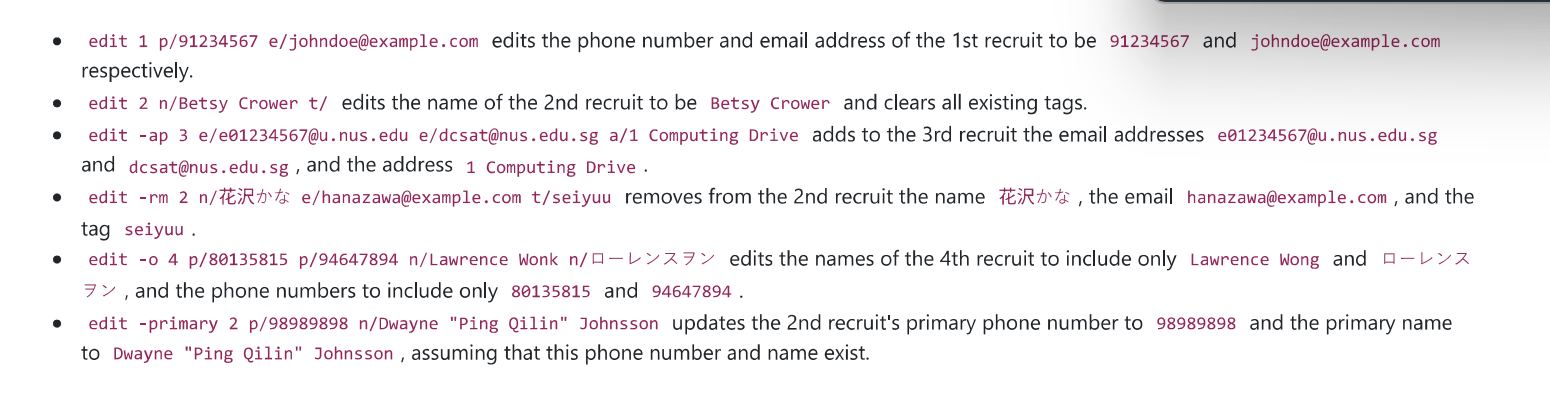 • edit 1 p/91234567 e/johndoe@example.com edits the phone number and email address of the 1st recruit to be 91234567 and johndoe@example.com
respectively.
• edit 2 n/Betsy Crower t/ edits the name of the 2nd recruit to be Betsy Crower and clears all existing tags.
• edit -ap 3 e/e01234567@u.nus.edu e/dcsat@nus.edu.sg a/1 Computing Drive adds to the 3rd recruit the email addresses e01234567@u.nus.edu.sg
and dcsat@nus.edu.sg , and the address 1 Computing Drive .
• edit -rm 2 n/花沢かな e/hanazawa@example.com t/seiyuu removes from the 2nd recruit the name 花沢かな , the email hanazawa@example.com , and the
tag seiyuu .
• edit -o 4 p/80135815 p/94647894 n/Lawrence Wonk n/ローレンスヲン edits the names of the 4th recruit to include only Lawrence Wong and ローレンス
ヲン , and the phone numbers to include only 80135815 and 94647894 .
• edit -primary 2 p/98989898 n/Dwayne "Ping Qilin" Johnsson updates the 2nd recruit's primary phone number to 98989898 and the primary name
to Dwayne "Ping Qilin" Johnsson , assuming that this phone number and name exist.